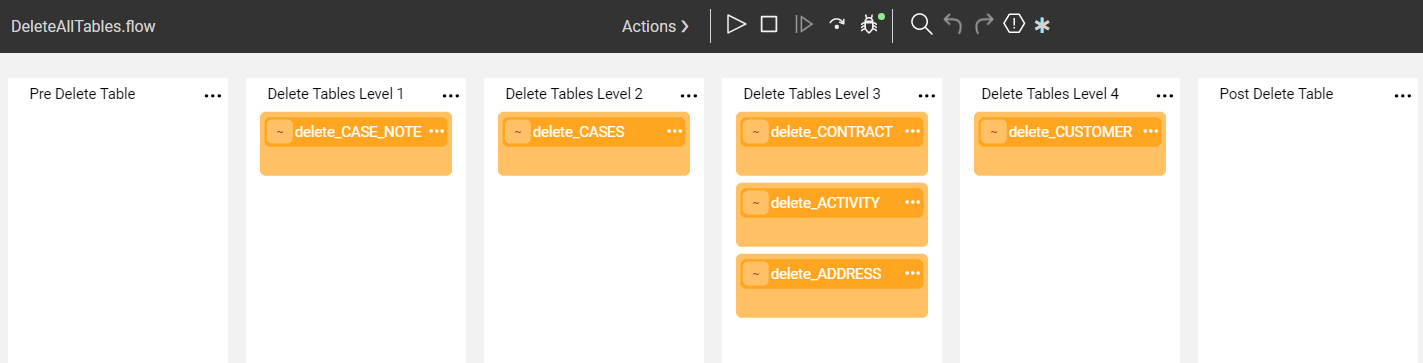 DeleteAllTables.flow
Actions
Pre Delete Table
Delete Tables Level 1
Delete Tables Level 2
Delete Tables Level 3
Delete Tables Level 4
Post Delete Table
~ delete_CASE_NOTE
~ delete_CASES
~ delete_CONTRACT
~ delete_CUSTOMER
~ delete_ACTIVITY
~ delete_ADDRESS